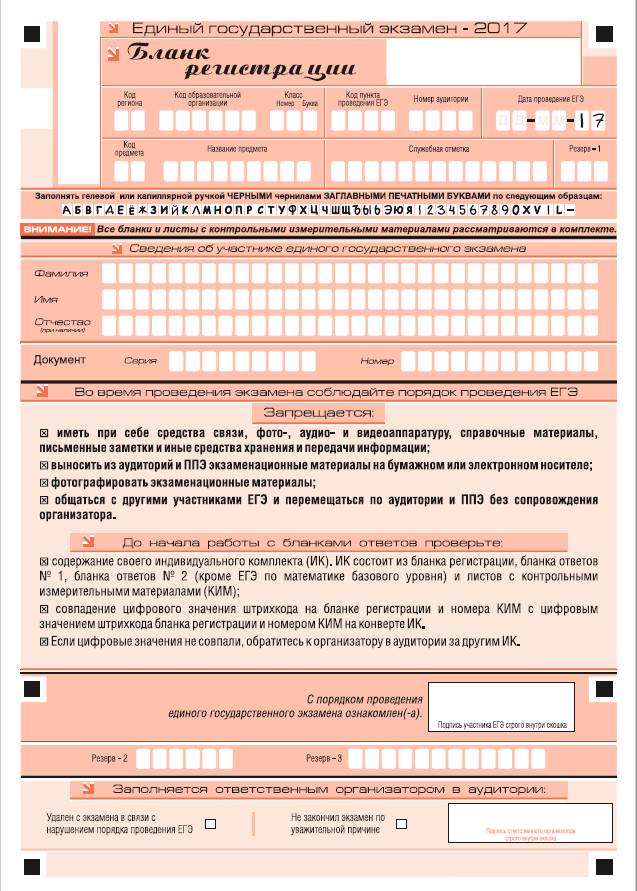 Единый государственный экзамен - 2017
Бланк
регистрации
Код региона
Код образовательной организации
Класс
Номер Буква
Код пункта проведения ЕГЭ
Номер аудитории
Дата проведения ЕГЭ
ДД-ММ-17
Код предмета
Название предмета
Служебная отметка
Резерв - 1
Заполнять гелевой или капиллярной ручкой ЧЕРНЫМИ чернилами ЗАГЛАВНЫМИ ПЕЧАТНЫМИ БУКВАМИ по следующим образцам:
АБВГДЕЁЖЗИЙКЛМНОПРСТУФХЦЧШЩЪЫЬЭЮЯ1234567890XVIL-
ВНИМАНИЕ! Все бланки и листы с контрольными измерительными материалами рассматриваются в комплекте.
Сведения об участнике единого государственного экзамена
Фамилия
Имя
Отчество
(при наличии)
Документ Серия Номер
Во время проведения экзамена соблюдайте порядок проведения ЕГЭ
Запрещается:
☒ иметь при себе средства связи, фото-, аудио- и видеоаппаратуру, справочные материалы,
письменные заметки и иные средства хранения и передачи информации;
☒ выносить из аудиторий и ППЭ экзаменационные материалы на бумажном или электронном носителе;
☒ фотографировать экзаменационные материалы;
☒ общаться с другими участниками ЕГЭ и перемещаться по аудитории и ППЭ без сопровождения
организатора.
До начала работы с бланками ответов проверьте:
☒ содержание своего индивидуального комплекта (ИК). ИК состоит из бланка регистрации, бланка ответов
№ 1, бланка ответов № 2 (кроме ЕГЭ по математике базового уровня) и листов с контрольными
измерительными материалами (КИМ);
☒ совпадение цифрового значения штрихкода на бланке регистрации и номера КИМ с цифровым
значением штрихкода бланка регистрации и номером КИМ на конверте ИК.
☒ Если цифровые значения не совпали, обратитесь к организатору в аудитории за другим ИК.
С порядком проведения
единого государственного экзамена ознакомлен(-а).
Подпись участника ЕГЭ строго внутри окошка
Резерв - 2
Резерв - 3
Заполняется ответственным организатором в аудитории:
Удален с экзамена в связи с
нарушением порядка проведения ЕГЭ
Не закончил экзамен по
уважительной причине
Подпись ответственного организатора
строго внутри окошка